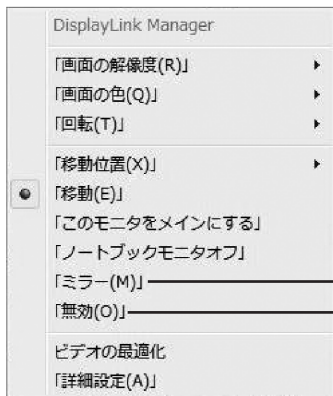 DisplayLink Manager
「画面の解像度(R)」
「画面の色(Q)」
「回転(T)」
「移動位置(X)」
「移動(E)」
「このモニタをメインにする」
「ノートブックモニタオフ」
「ミラー(M)」
「無効(O)」
ビデオの最適化
「詳細設定(A)」